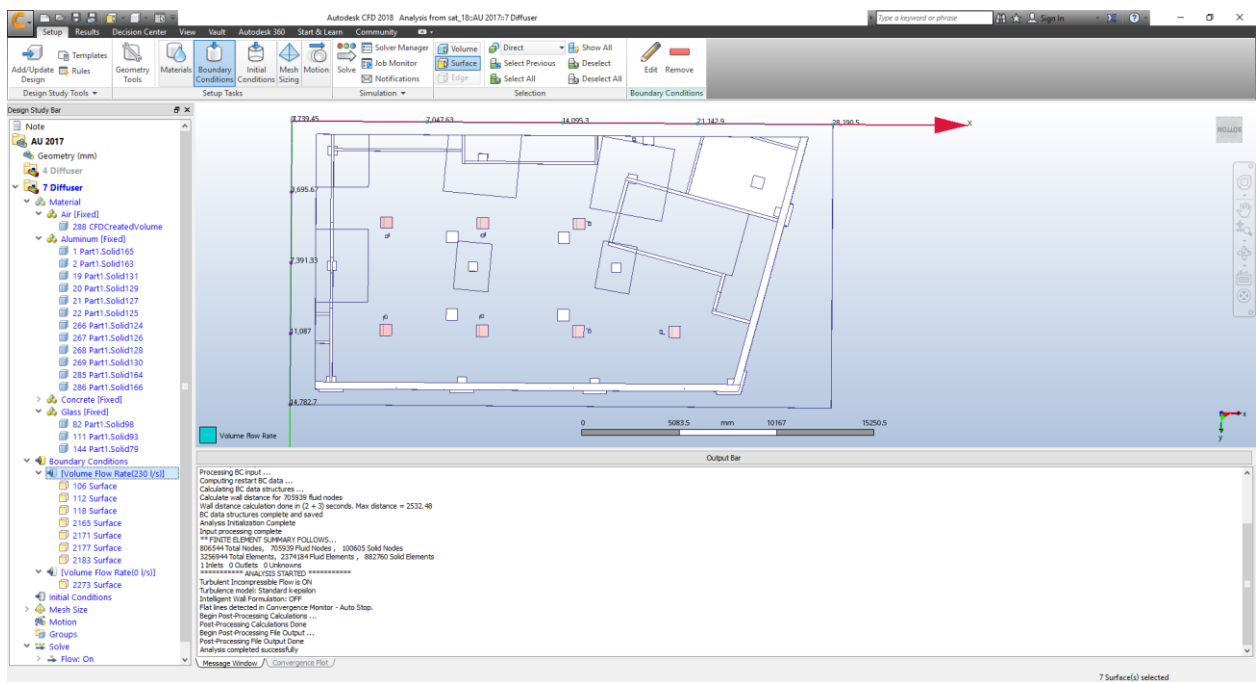 Autodesk CFD 2018 Analysis from sat_18::AU 2017::7 Diffuser
Type a keyword or phrase
Sign In
Setup Results Decision Center View Vault Autodesk 360 Start & Learn Community
Add/Update Design
Templates
Rules
Geometry Tools
Materials
Boundary Conditions
Initial Conditions
Mesh Sizing
Motion
Solve
Solver Manager
Job Monitor
Notifications
Volume
Surface
Edge
Direct
Select Previous
Select All
Show All
Deselect
Deselect All
Edit
Remove
Design Study Tools
Setup Tasks
Simulation
Selection
Boundary Conditions
Design Study Bar
Note
AU 2017
Geometry (mm)
4 Diffuser
7 Diffuser
Material
Air [Fixed]
288 CFDCreatedVolume
Aluminum [Fixed]
1 Part1.Solid165
2 Part1.Solid163
19 Part1.Solid131
20 Part1.Solid129
21 Part1.Solid127
22 Part1.Solid125
266 Part1.Solid124
267 Part1.Solid126
268 Part1.Solid128
269 Part1.Solid130
285 Part1.Solid164
286 Part1.Solid166
Concrete [Fixed]
Glass [Fixed]
82 Part1.Solid98
111 Part1.Solid93
144 Part1.Solid79
Boundary Conditions
[Volume Flow Rate(230 l/s)]
106 Surface
112 Surface
118 Surface
2165 Surface
2171 Surface
2177 Surface
2183 Surface
[Volume Flow Rate(0 l/s)]
2273 Surface
Initial Conditions
Mesh Size
Motion
Groups
Solve
Flow: On
7,047.63
14,095.3
21,142.9
28,190.5
x
3,695.67
7,391.33
11,087
14,782.7
BOTTOM
0 5083.5 mm 10167 15250.5
Volume Flow Rate
x
y
Output Bar
Processing BC input ...
Computing restart BC data ...
Calculating BC data structures ...
Calculate wall distance for 705939 fluid nodes
Wall distance calculation done in (2 + 3) seconds. Max distance = 2532.48
BC data structures complete and saved
Analysis Initialization Complete
Input processing complete
** FINITE ELEMENT SUMMARY FOLLOWS...
806544 Total Nodes, 705939 Fluid Nodes , 100605 Solid Nodes
3256944 Total Elements, 2374184 Fluid Elements , 882760 Solid Elements
1 Inlets 0 Outlets 0 Unknowns
*********** ANALYSIS STARTED ***********
Turbulent Incompressible Flow is ON
Turbulence model: Standard k-epsilon
Intelligent Wall Formulation: OFF
Flat lines detected in Convergence Monitor - Auto Stop.
Begin Post-Processing Calculations ...
Post-Processing Calculations Done
Begin Post-Processing File Output ...
Post-Processing File Output Done
Analysis completed successfully
Message Window Convergence Plot
7 Surface(s) selected